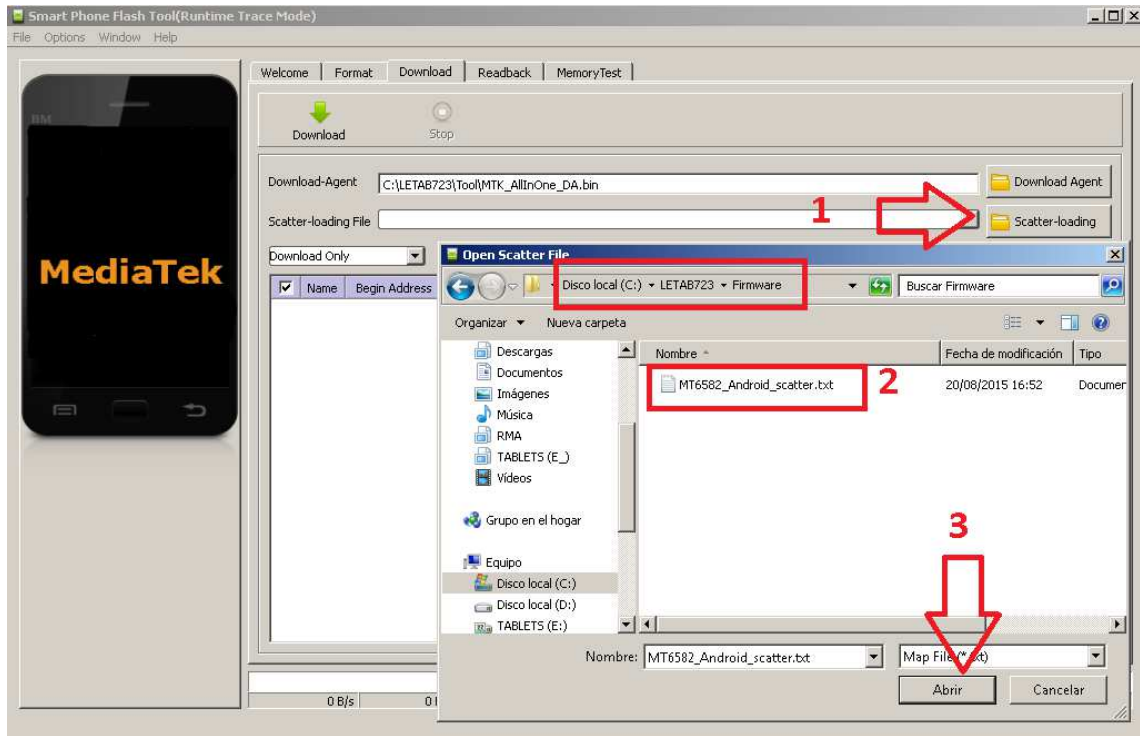 Smart Phone Flash Tool(Runtime Trace Mode)
File Options Window Help
Welcome Format Download Readback MemoryTest
BM
Download Stop
Download-Agent C:\LETAB723\Tool\MTK_AllInOne_DA.bin Download Agent
1
Scatter-loading File Scatter-loading
Download Only
Name Begin Address
MediaTek
Open Scatter File
Disco local (C:) LETAB723 Firmware Buscar Firmware
Organizar Nueva carpeta
Descargas
Documentos
Imágenes
Música
RMA
TABLETS (E_)
Vídeos
Grupo en el hogar
Equipo
Disco local (C:)
Disco local (D:)
TABLETS (E:)
Nombre Fecha de modificación Tipo
MT6582_Android_scatter.txt 2 20/08/2015 16:52 Documen
3
Nombre: MT6582_Android_scatter.txt Map File
Abrir Cancelar
0 B/s